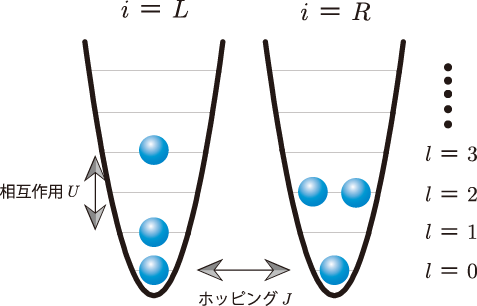 i = L
i = R
l = 3
相互作用 U
l = 2
l = 1
l = 0
ホッピング J